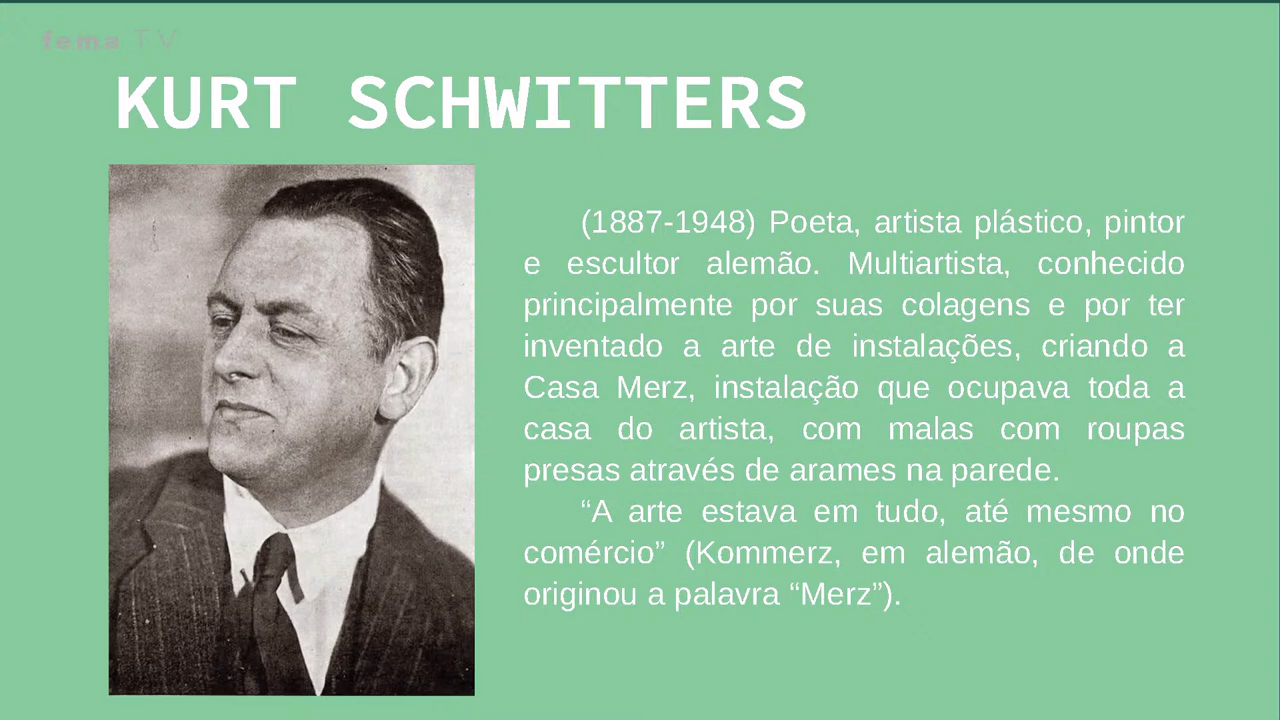 fema TV
KURT SCHWITTERS
(1887-1948) Poeta, artista plástico, pintor
e escultor alemão. Multiartista, conhecido
principalmente por suas colagens e por ter
inventado a arte de instalações, criando a
Casa Merz, instalação que ocupava toda a
casa do artista, com malas com roupas
presas através de arames na parede.
“A arte estava em tudo, até mesmo no
comércio” (Kommerz, em alemão, de onde
originou a palavra “Merz”).